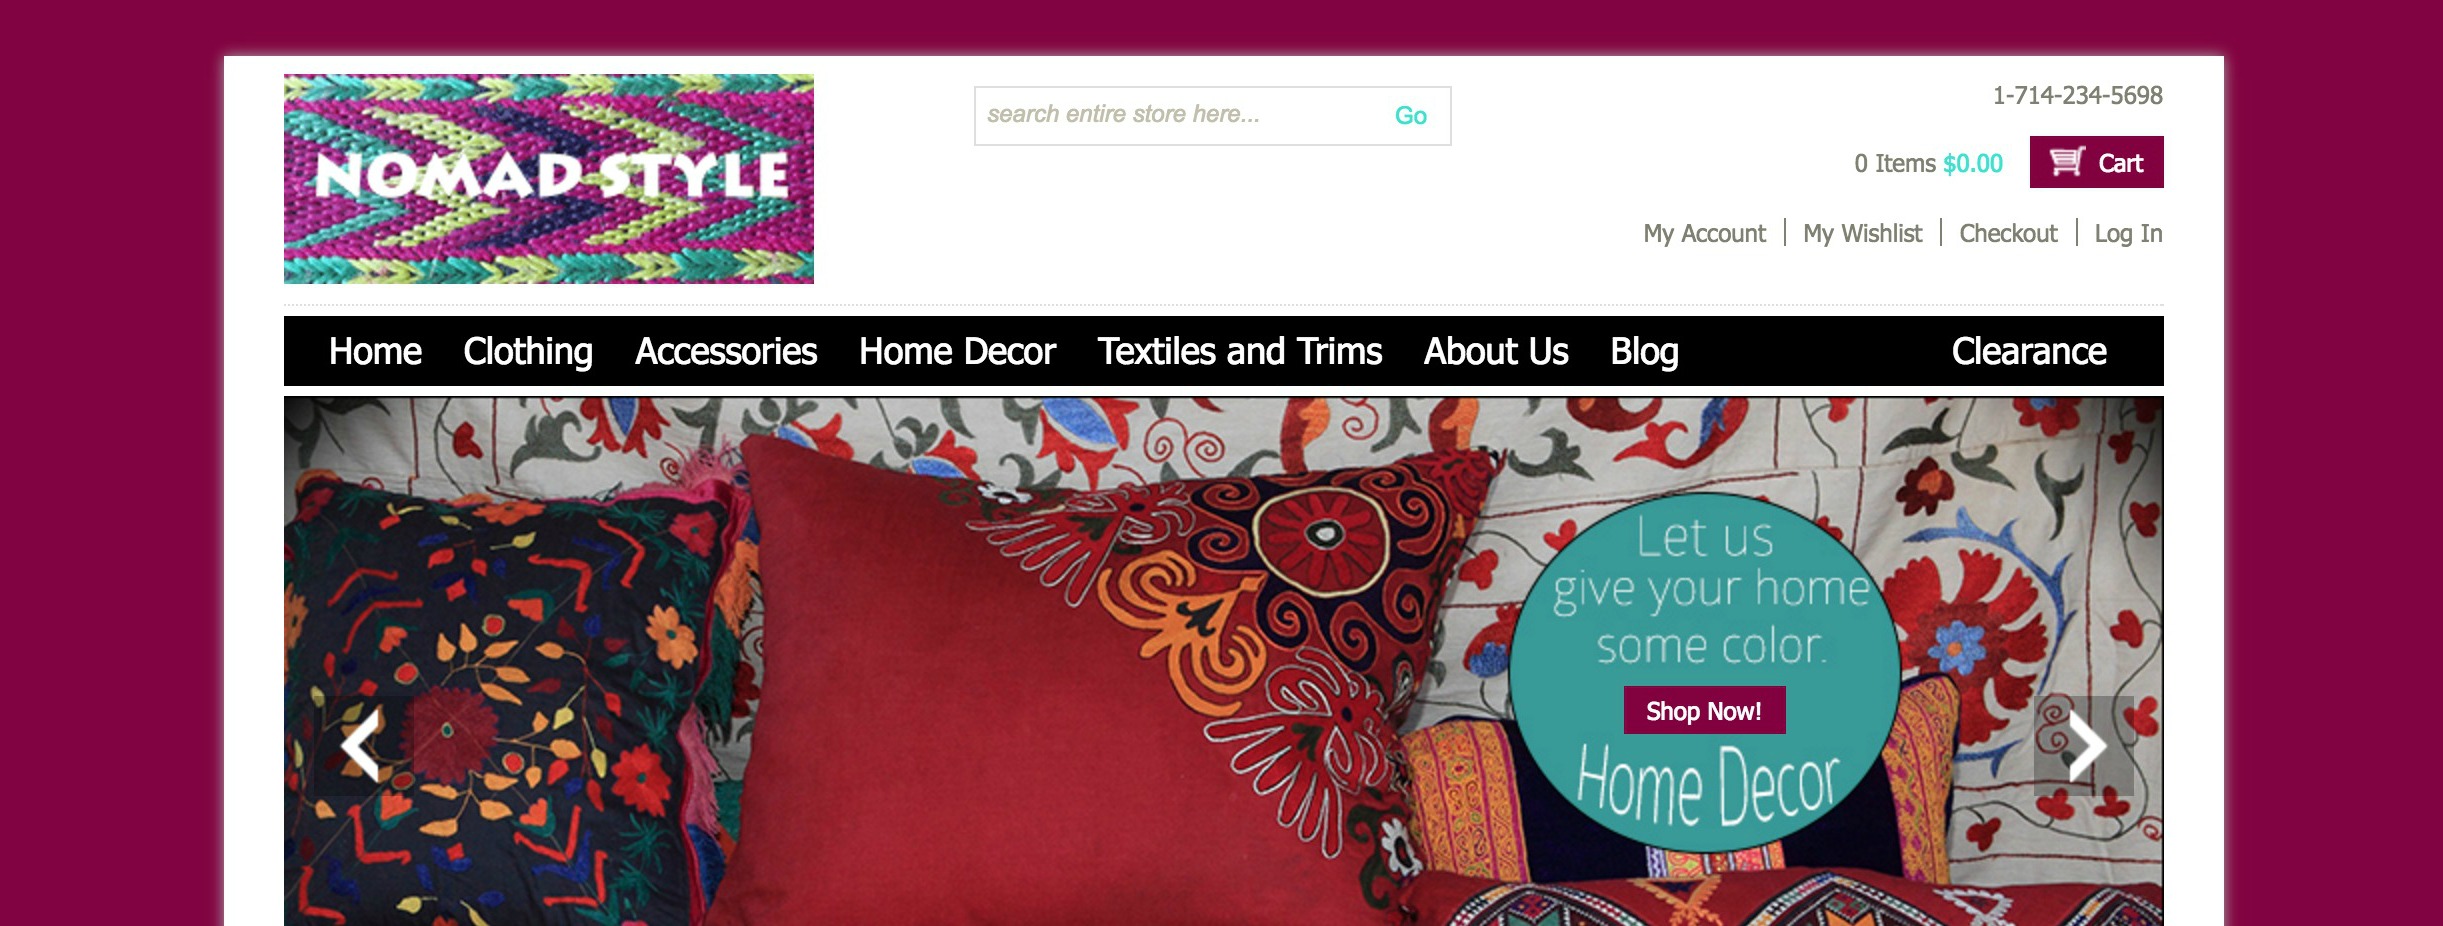 NOMAD STYLE
search entire store here...
Go
1-714-234-5698
0 Items $0.00
Cart
My Account
My Wishlist
Checkout
Log In
Home
Clothing
Accessories
Home Decor
Textiles and Trims
About Us
Blog
Clearance
Let us
give your home
some color.
Shop Now!
Home Decor